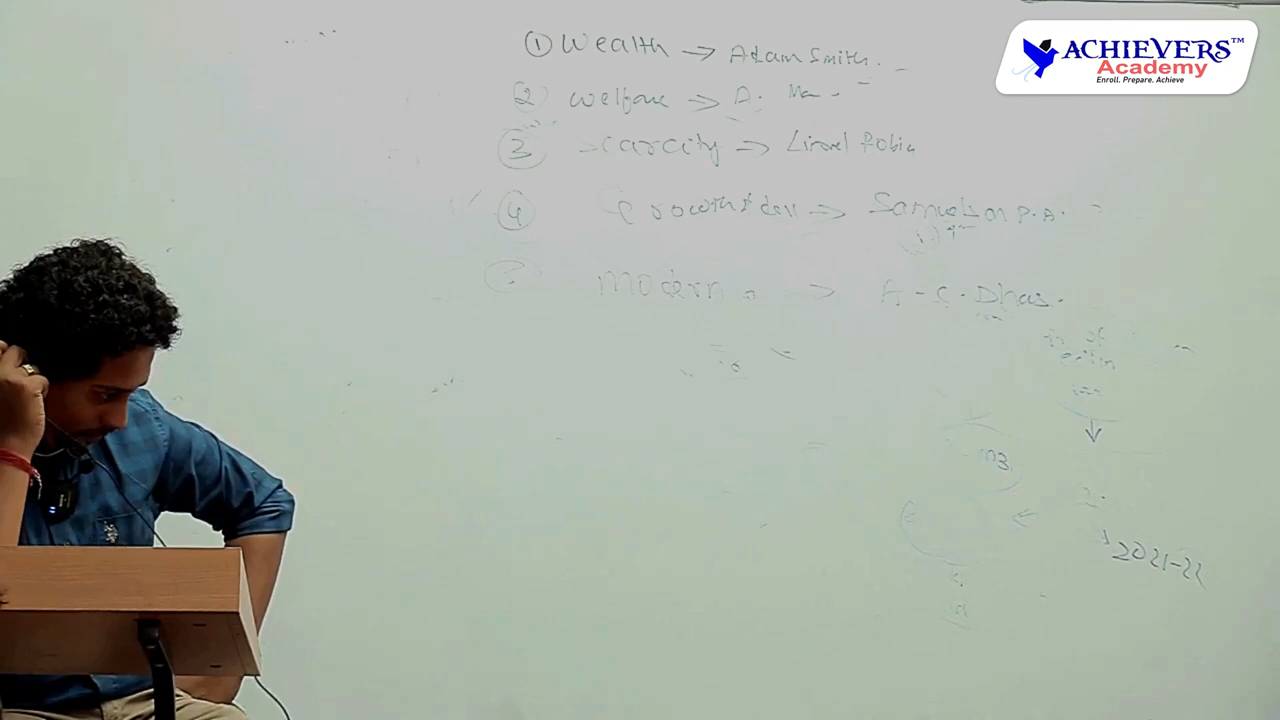 ① Wealth → Adam Smith.
② Welfare → A. Ma
③ Scarcity → Lionel Robin
④ Growth & dev → Samuelson P.A.
Modern → A-C. Dhas.
m3
2021-22
ACHIEVERS™
Academy
Enroll. Prepare. Achieve